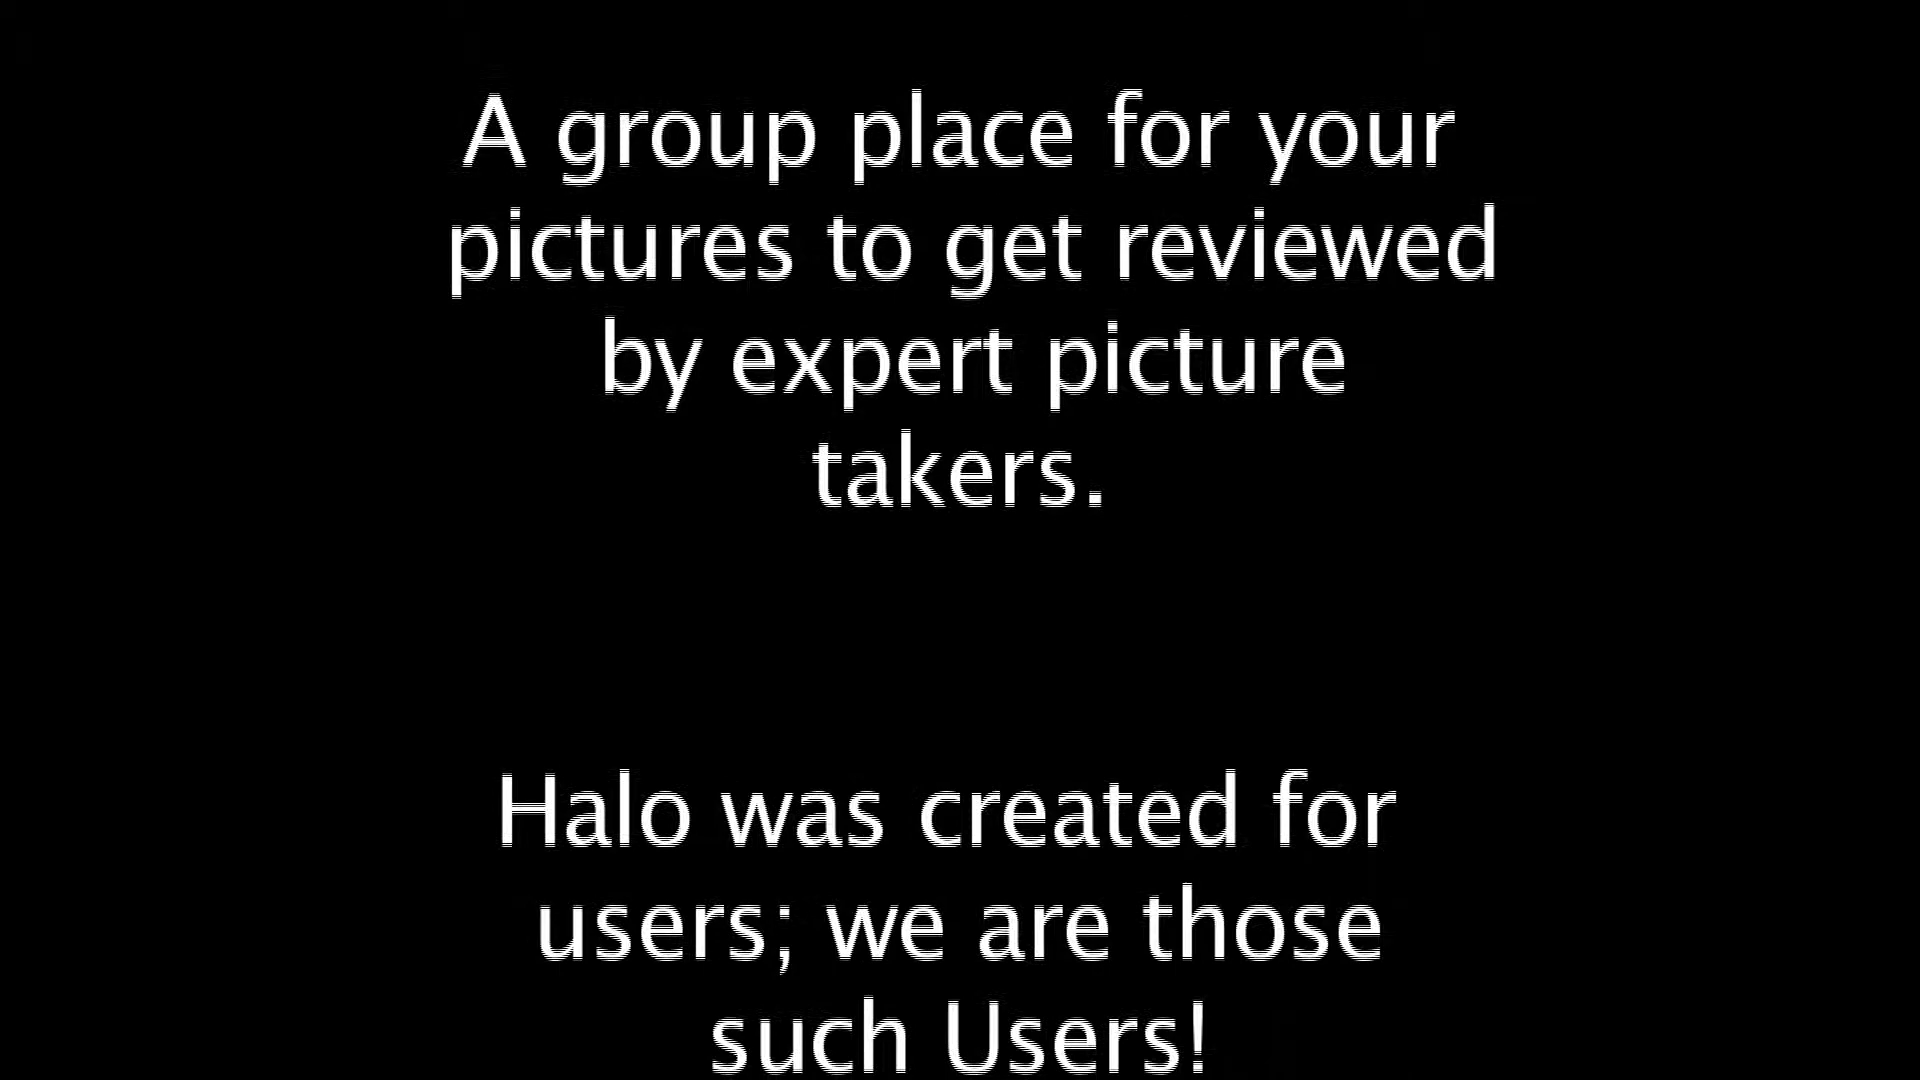 A group place for your
pictures to get reviewed
by expert picture
takers.
Halo was created for
users; we are those
such Users!